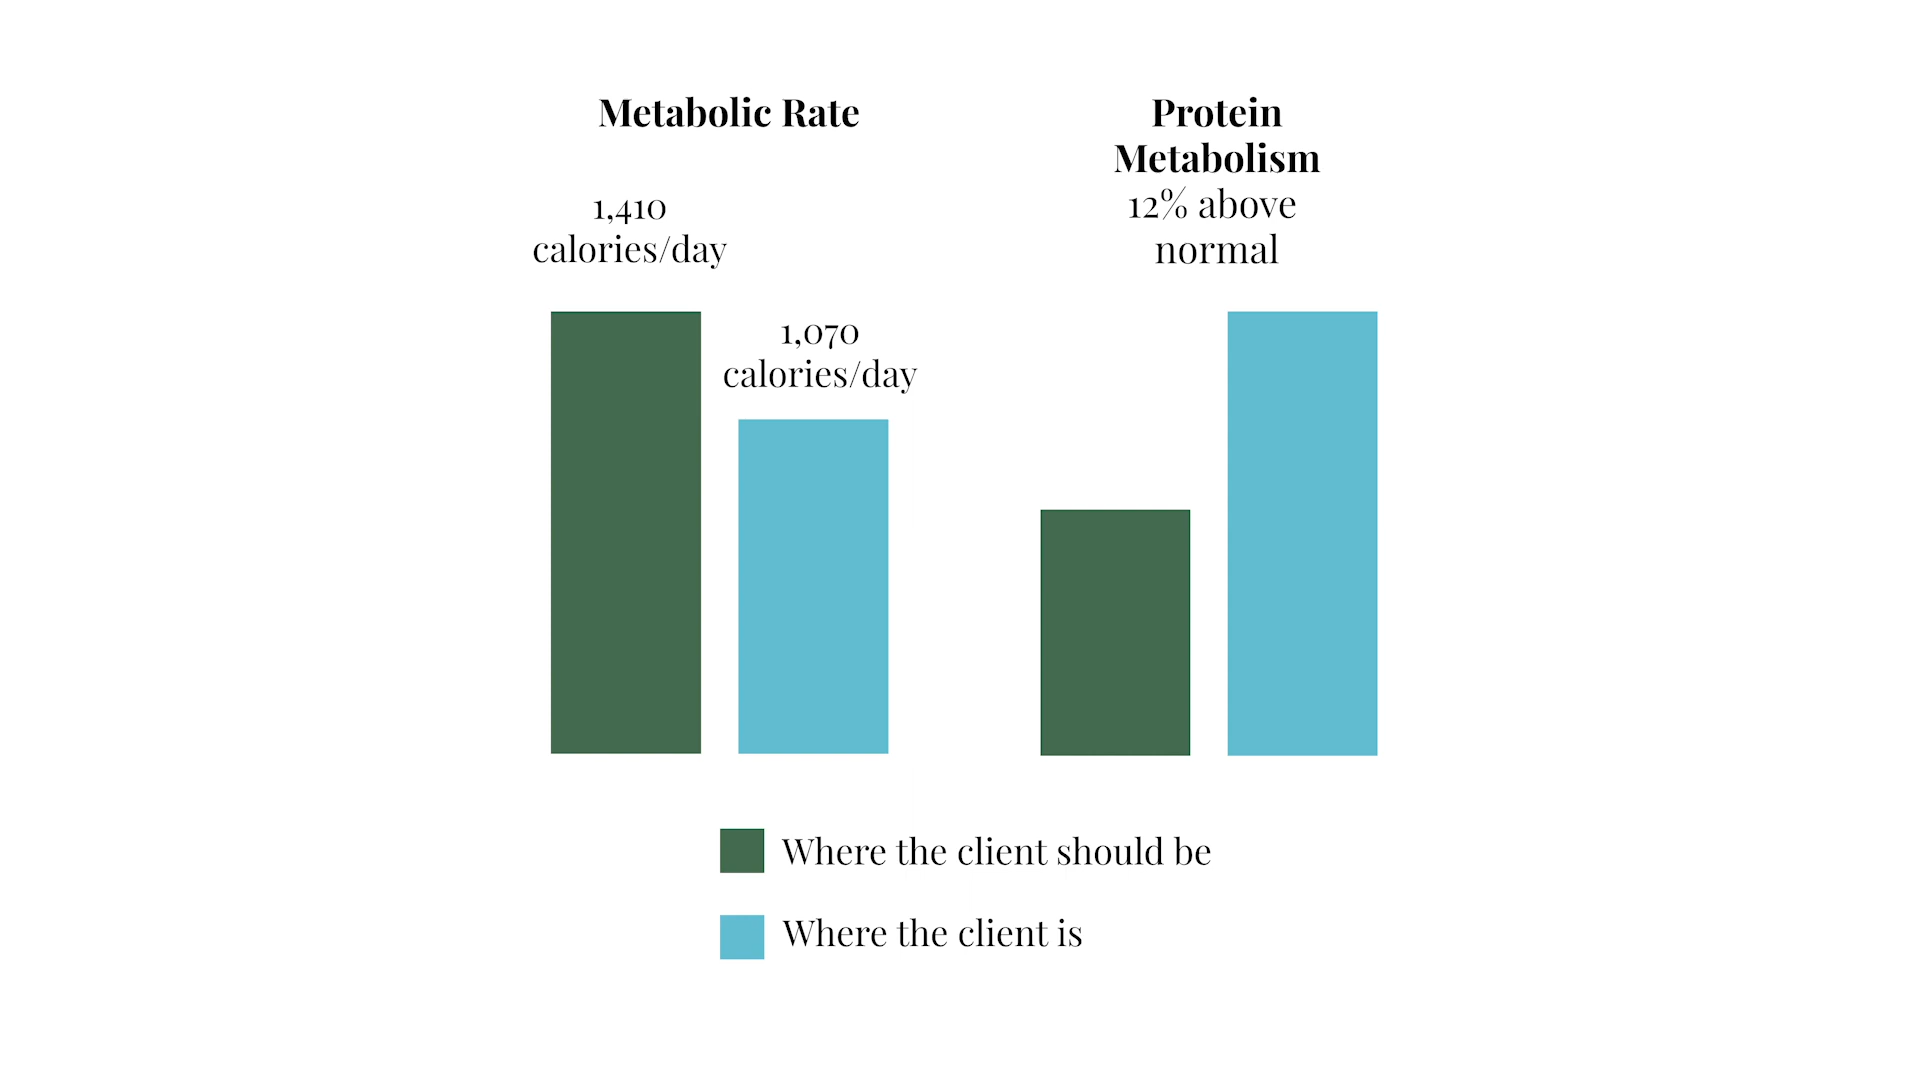 Metabolic Rate
1,410
calories/day
1,070
calories/day
Protein
Metabolism
12% above
normal
Where the client should be
Where the client is